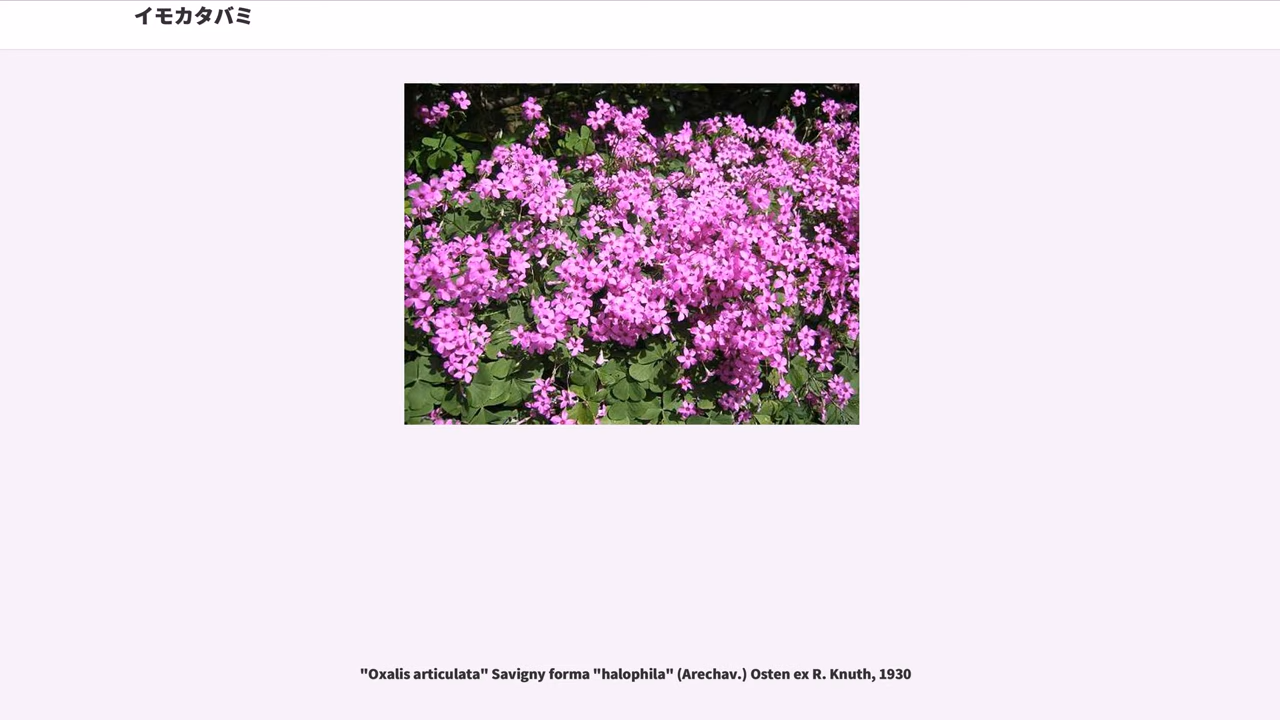 イモカタバミ
"Oxalis articulata" Savigny forma "halophila" (Arechav.) Osten ex R. Knuth, 1930